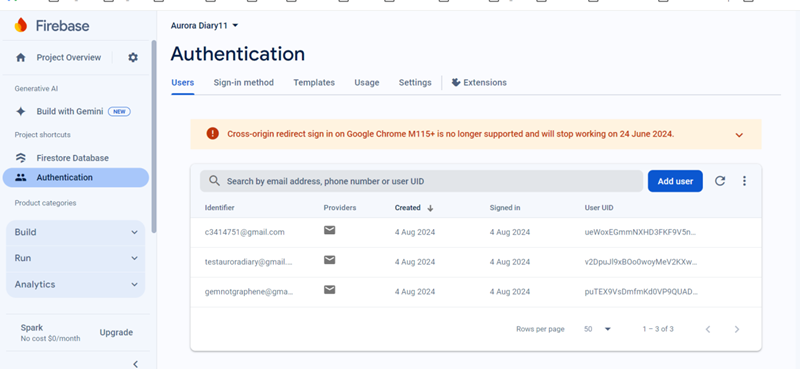 Firebase
Aurora Diary11
Project Overview
Authentication
Generative AI
Users Sign-in method Templates Usage Settings Extensions
Build with Gemini NEW
Project shortcuts
Cross-origin redirect sign in on Google Chrome M115+ is no longer supported and will stop working on 24 June 2024.
Firestore Database
Authentication
Search by email address, phone number or user UID
Add user
Product categories
Identifier Providers Created Signed in User UID
Build
c3414751@gmail.com 4 Aug 2024 4 Aug 2024 ueWoxEGmmNXHD3FKF9V5n...
Run
testauroradiary@gmail.... 4 Aug 2024 4 Aug 2024 v2DpuJl9xBOo0woyMeV2KXw...
Analytics
gemnotgraphene@gma... 4 Aug 2024 4 Aug 2024 puTEX9VsDmfmKd0VP9QUAD...
Spark
No cost $0/month
Upgrade
Rows per page 50 1 – 3 of 3